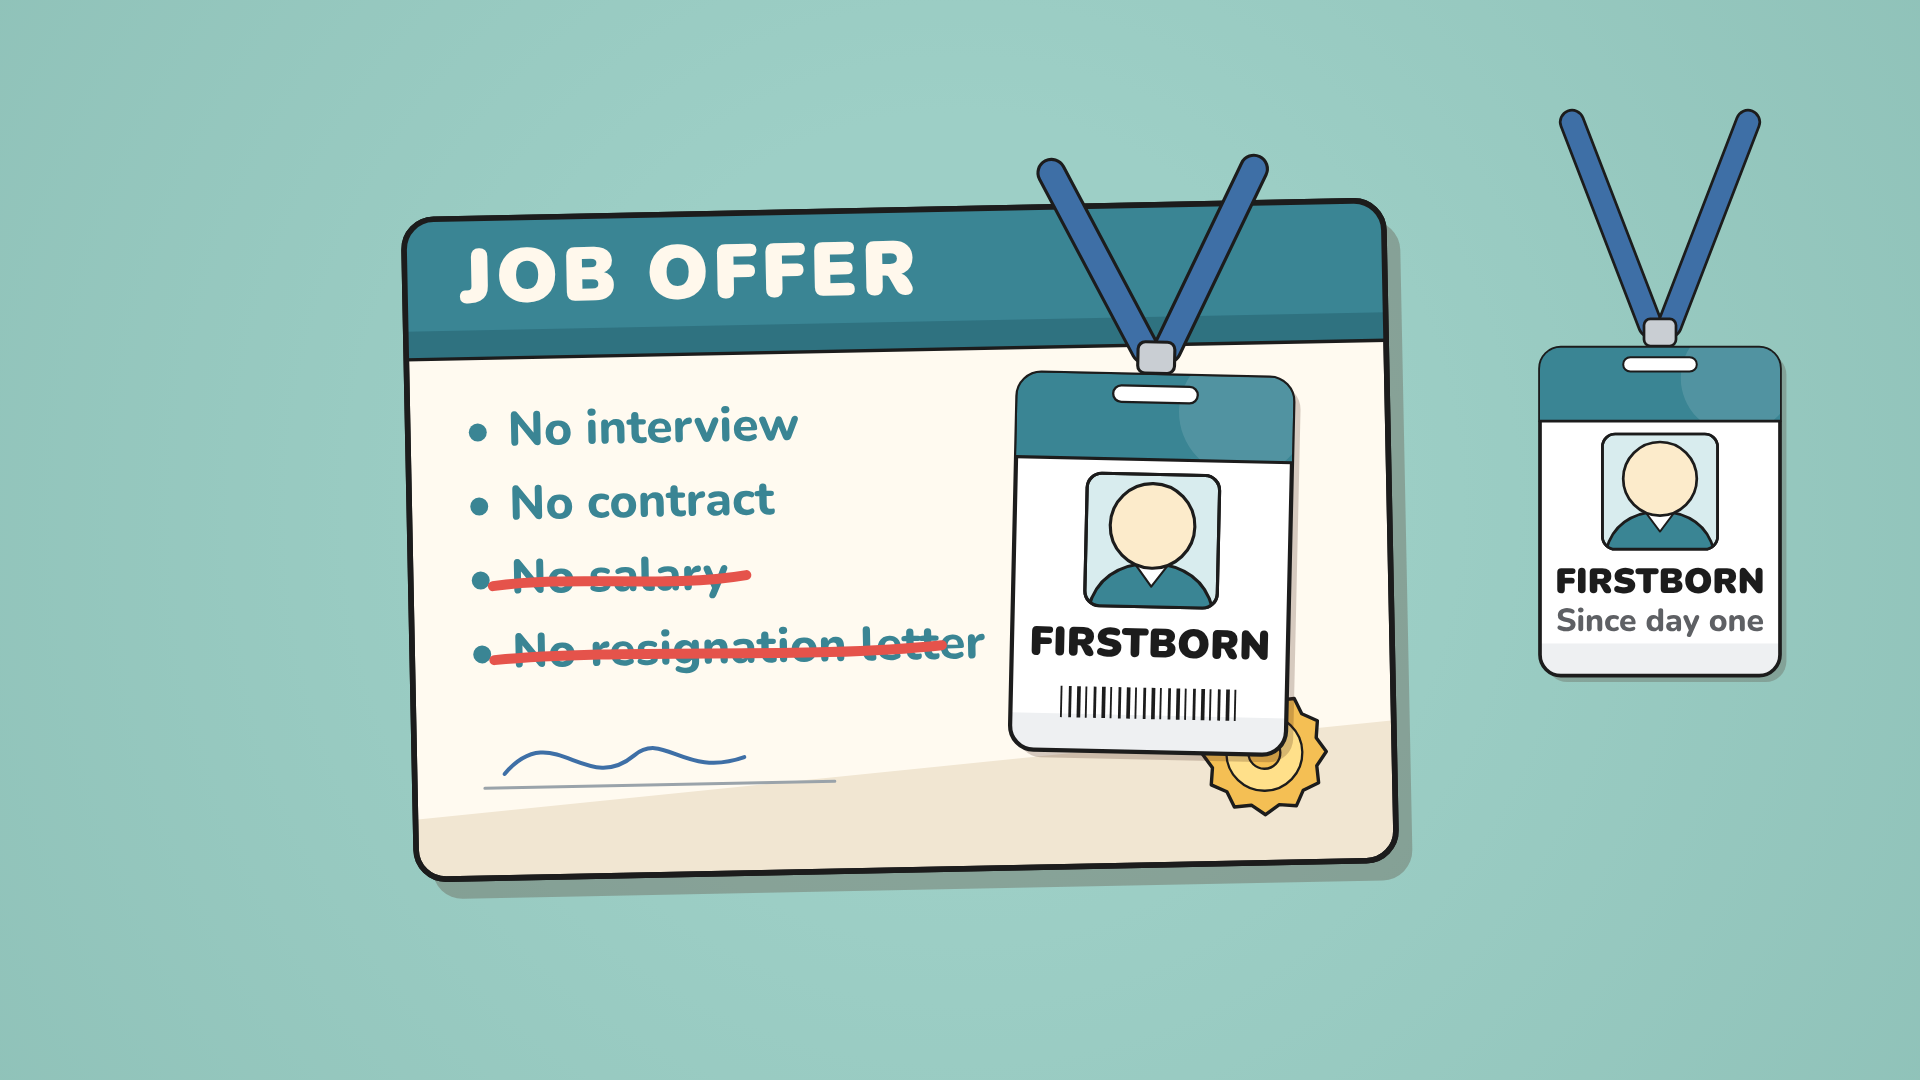 JOB OFFER
• No interview
• No contract
• No salary
• No resignation letter
FIRSTBORN
FIRSTBORN
Since day one